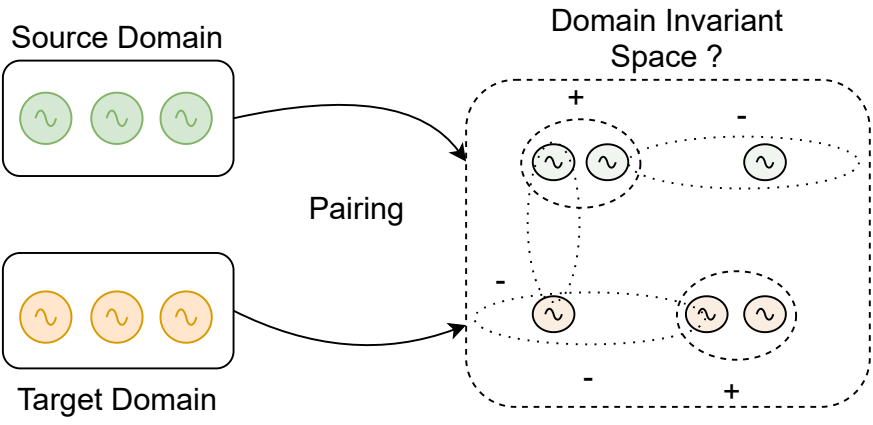 Source Domain
Domain Invariant
Space ?
+
-
Pairing
-
-
+
Target Domain